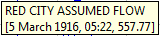 RED CITY ASSUMED FLOW
[5 March 1916, 05:22, 557.77]